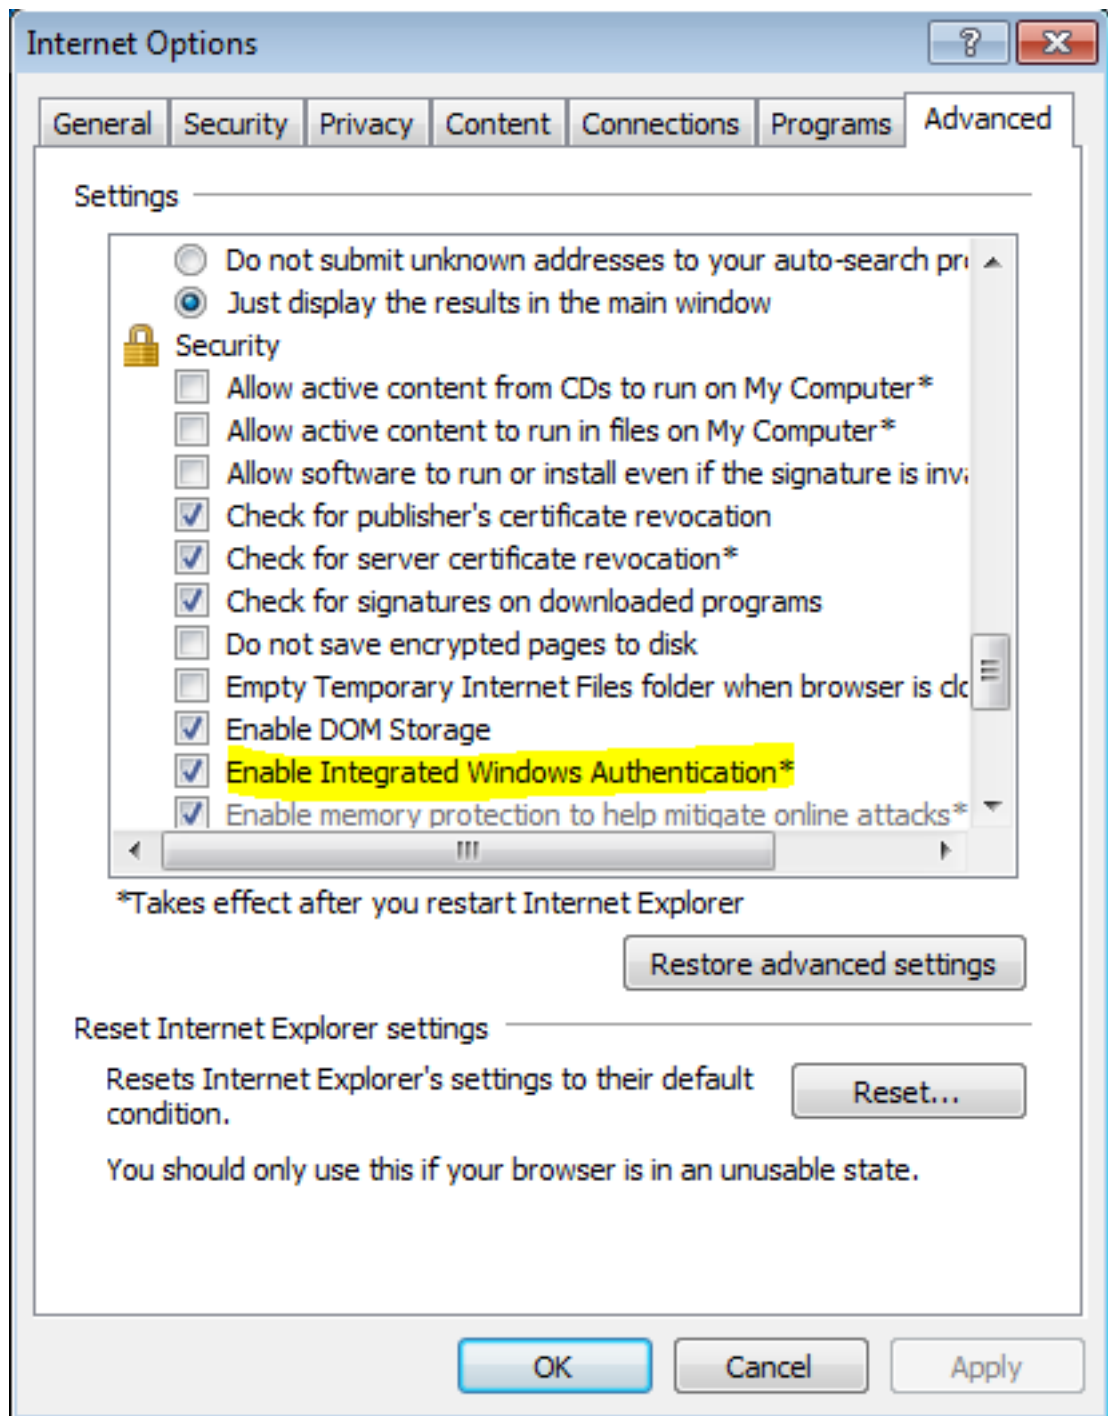 Internet Options
General Security Privacy Content Connections Programs Advanced
Settings
Do not submit unknown addresses to your auto-search pr
Just display the results in the main window
Security
Allow active content from CDs to run on My Computer*
Allow active content to run in files on My Computer*
Allow software to run or install even if the signature is inv
Check for publisher's certificate revocation
Check for server certificate revocation*
Check for signatures on downloaded programs
Do not save encrypted pages to disk
Empty Temporary Internet Files folder when browser is clo
Enable DOM Storage
Enable Integrated Windows Authentication*
Enable memory protection to help mitigate online attacks*
*Takes effect after you restart Internet Explorer
Restore advanced settings
Reset Internet Explorer settings
Resets Internet Explorer's settings to their default
condition.
Reset...
You should only use this if your browser is in an unusable state.
OK Cancel Apply